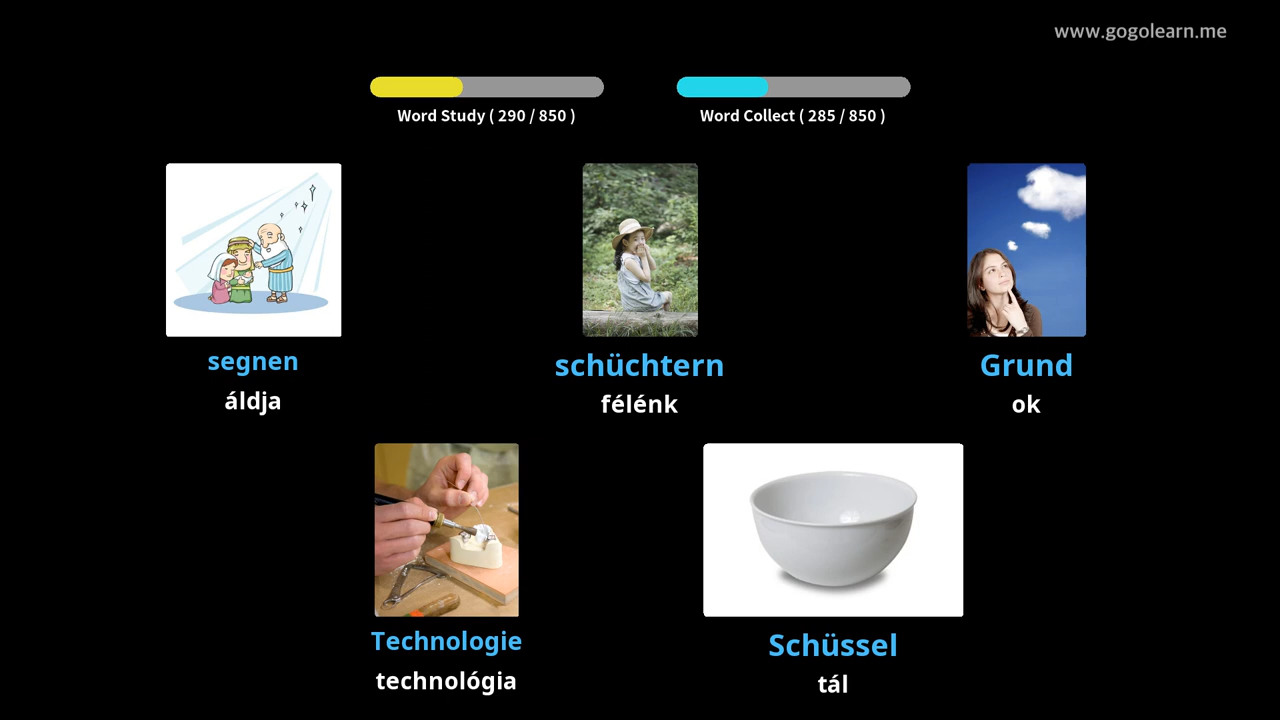 www.gogolearn.me
Word Study ( 290 / 850 )
Word Collect ( 285 / 850 )
segnen
áldja
schüchtern
félénk
Grund
ok
Technologie
technológia
Schüssel
tál